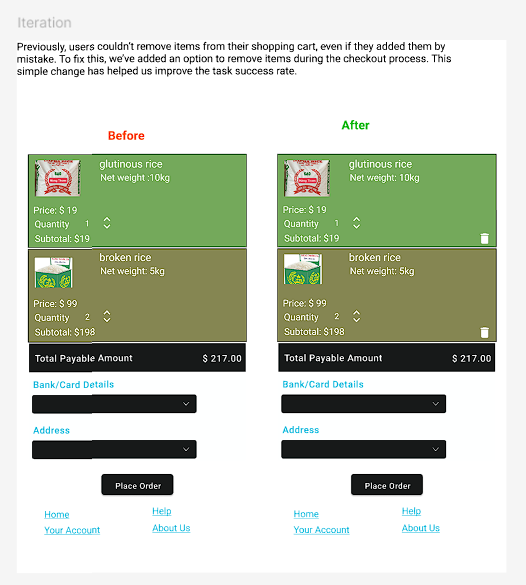 Iteration
Previously, users couldn't remove items from their shopping cart, even if they added them by
mistake. To fix this, we've added an option to remove items during the checkout process. This
simple change has helped us improve the task success rate.
Before
glutinous rice
Net weight :10kg
Price: $ 19
Quantity 1
Subtotal: $19
broken rice
Net weight: 5kg
Price: $ 99
Quantity 2
Subtotal: $198
Total Payable Amount $ 217.00
Bank/Card Details
Address
Place Order
Home Help
Your Account About Us
After
glutinous rice
Net weight: 10kg
Price: $ 19
Quantity 1
Subtotal: $19
broken rice
Net weight: 5kg
Price: $ 99
Quantity 2
Subtotal: $198
Total Payable Amount $ 217.00
Bank/Card Details
Address
Place Order
Home Help
Your Account About Us